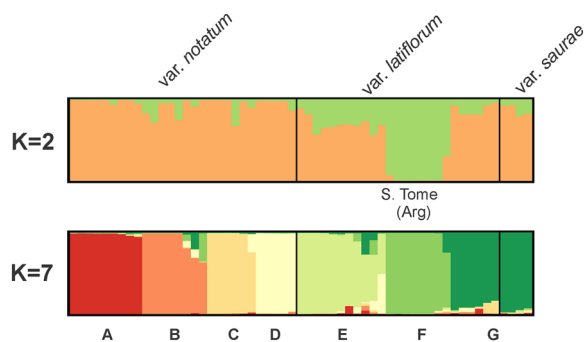 var. notatum
var. latiflorum
var. saurae
K=2
S. Tome
(Arg)
K=7
A B C D E F G